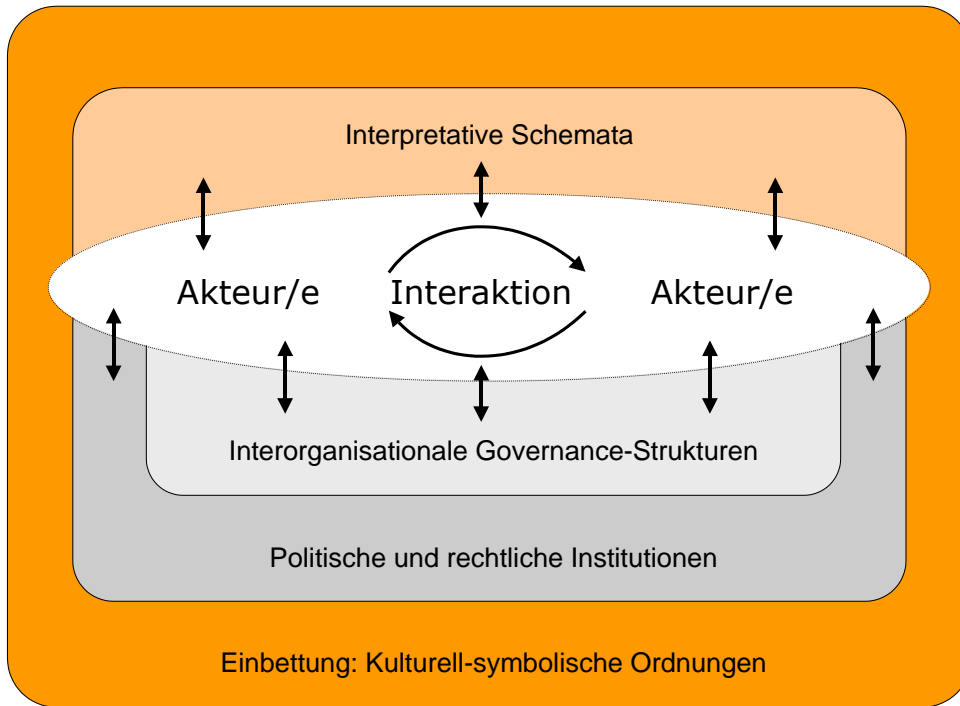 Interpretative Schemata
Akteur/e Interaktion Akteur/e
Interorganisationale Governance-Strukturen
Politische und rechtliche Institutionen
Einbettung: Kulturell-symbolische Ordnungen